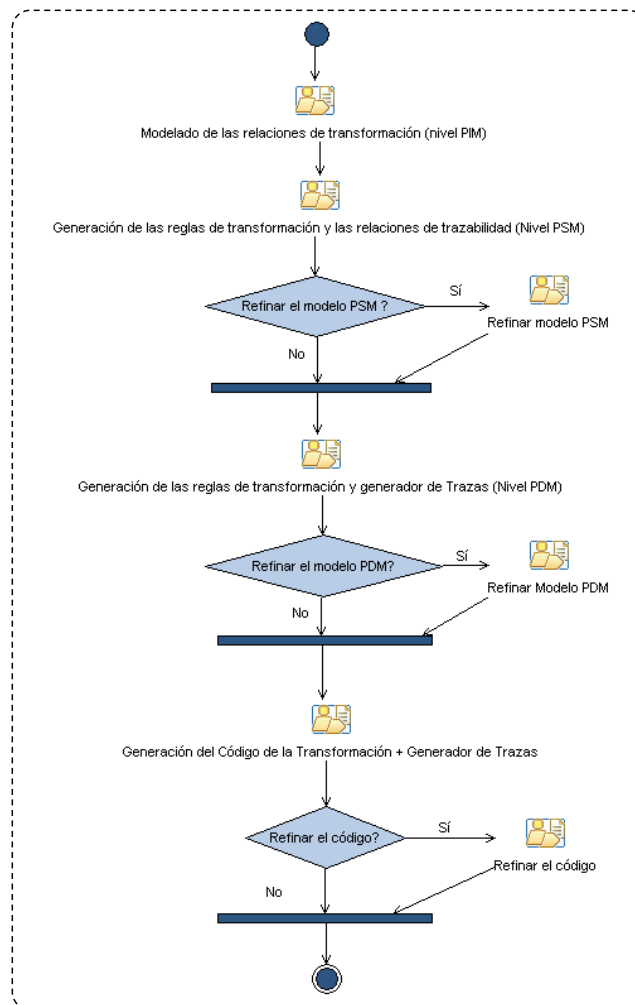 Modelado de las relaciones de transformación (nivel PIM)
Generación de las reglas de transformación y las relaciones de trazabilidad (Nivel PSM)
Refinar el modelo PSM ?
Sí
Refinar modelo PSM
No
Generación de las reglas de transformación y generador de Trazas (Nivel PDM)
Refinar el modelo PDM?
Sí
Refinar Modelo PDM
No
Generación del Código de la Transformación + Generador de Trazas
Refinar el código?
Sí
Refinar el código
No